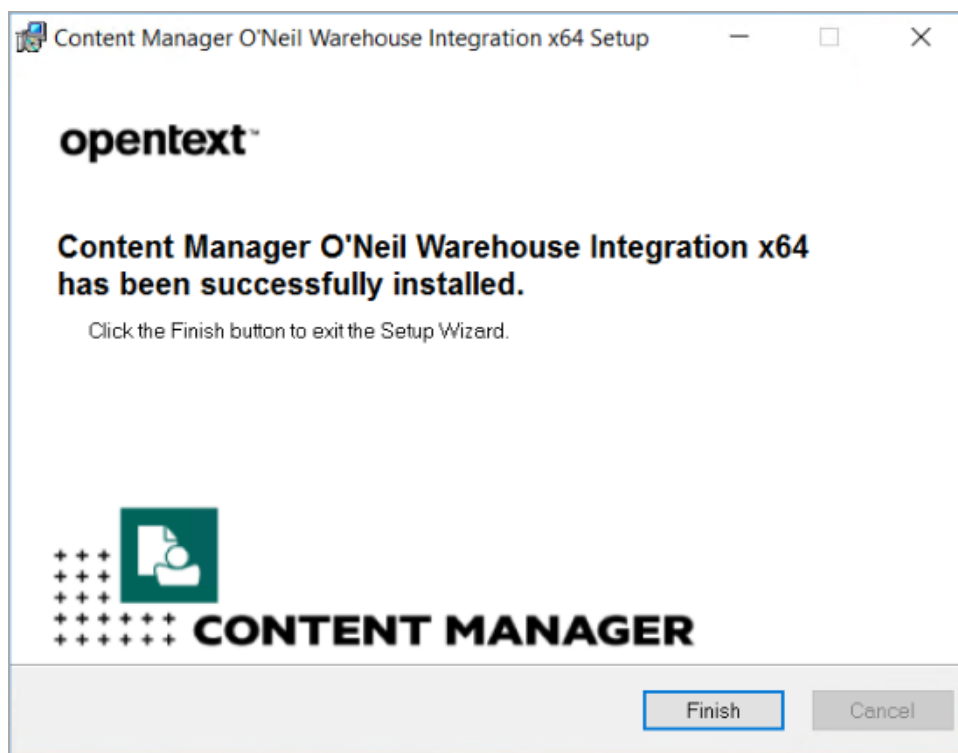 Content Manager O'Neil Warehouse Integration x64 Setup
opentext™
Content Manager O'Neil Warehouse Integration x64
has been successfully installed.
Click the Finish button to exit the Setup Wizard.
CONTENT MANAGER
Finish
Cancel